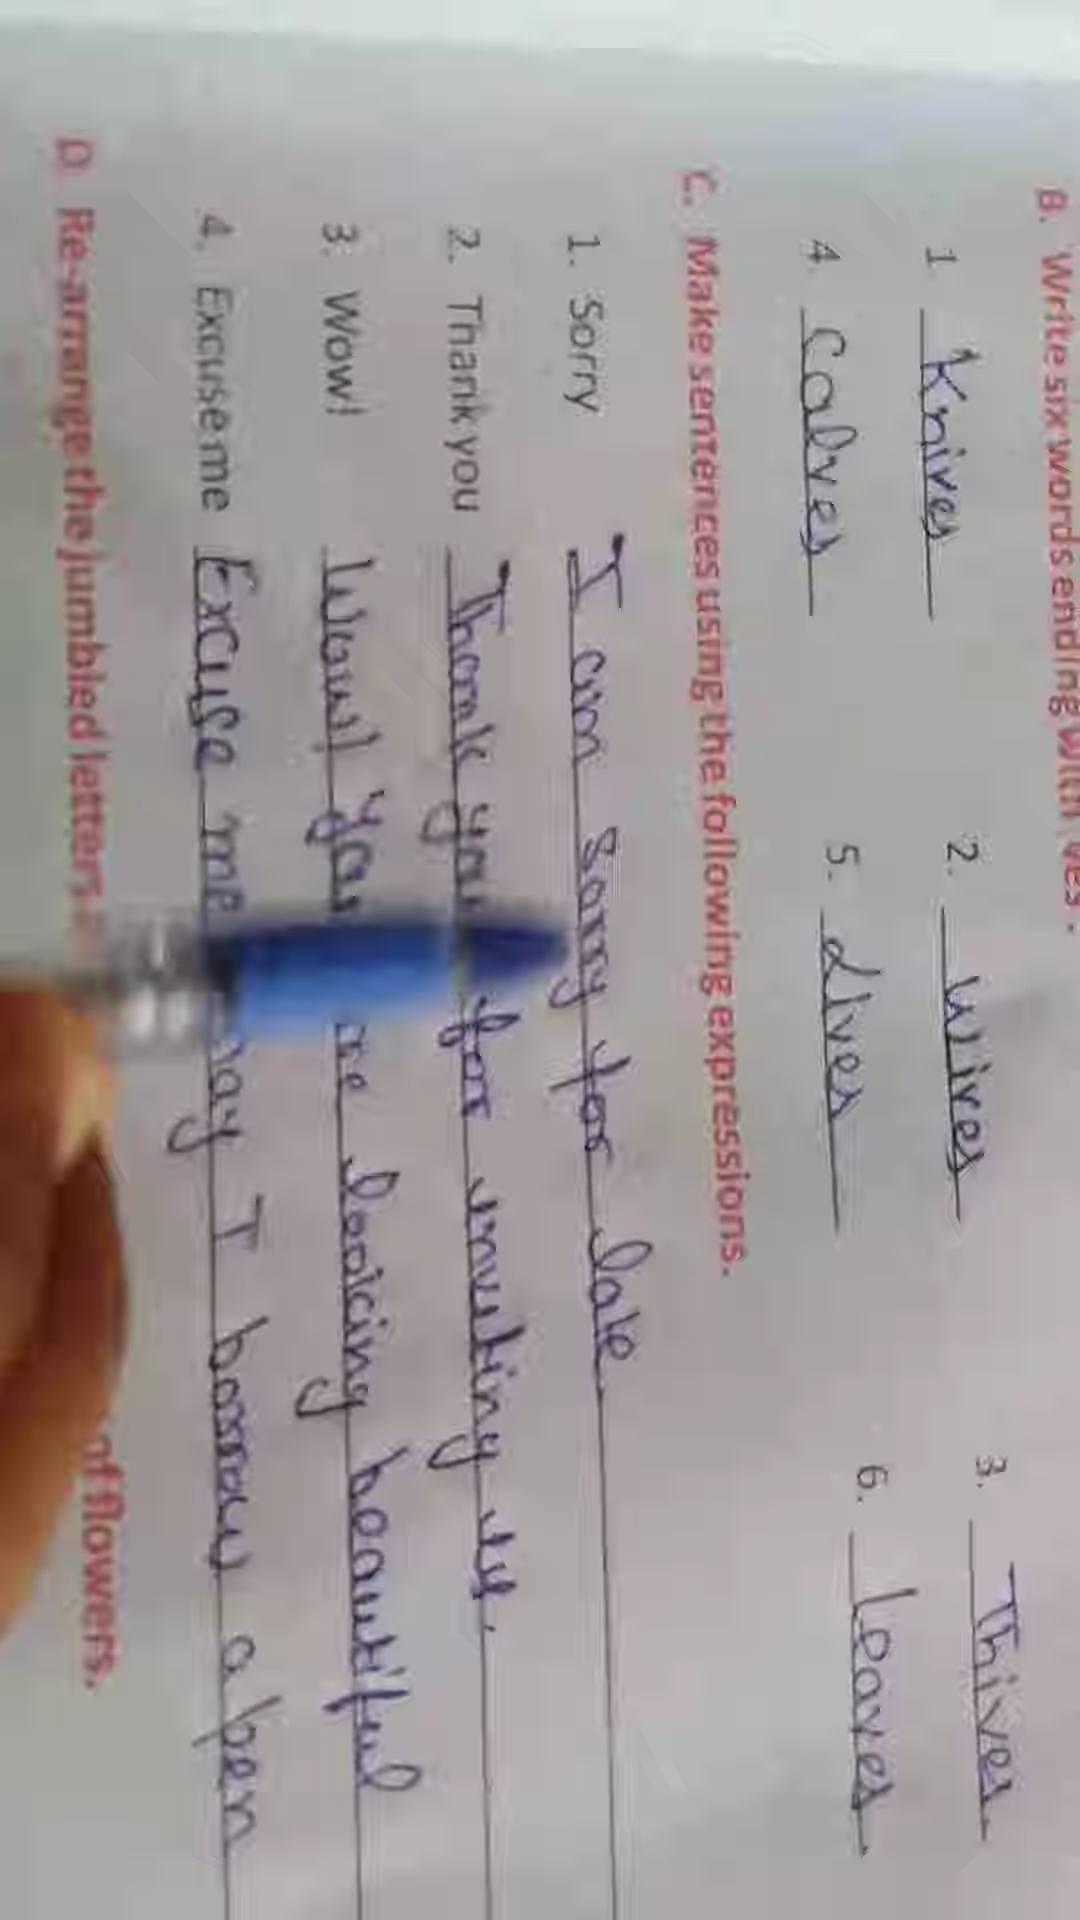 B. Write six words ending with 'ves'.
1. Knives 2. Wives 3. Thives
4. Calves 5. Lives 6. leaves
C. Make sentences using the following expressions.
1. Sorry I am sorry for late
2. Thank you Thank you for inviting us.
3. Wow! Wow! you are looking beautiful
4. Excuse me Excuse me may I borrow a pen
D. Re-arrange the jumbled letters of flowers.